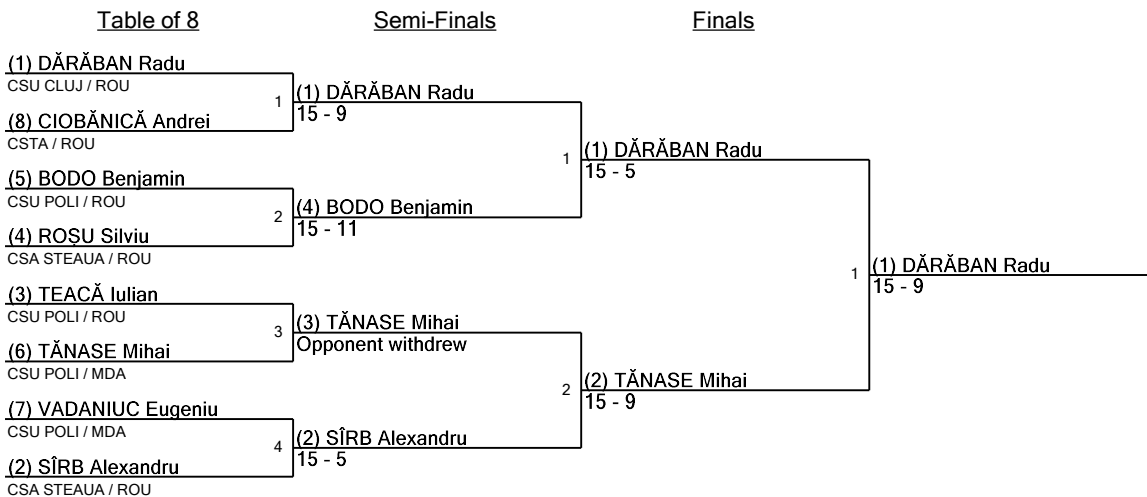 Table of 8
Semi-Finals
Finals
(1) DĂRĂBAN Radu
CSU CLUJ / ROU
(8) CIOBĂNICĂ Andrei
CSTA / ROU
(5) BODO Benjamin
CSU POLI / ROU
(4) ROȘU Silviu
CSA STEAUA / ROU
(3) TEACĂ Iulian
CSU POLI / ROU
(6) TĂNASE Mihai
CSU POLI / MDA
(7) VADANIUC Eugeniu
CSU POLI / MDA
(2) SÎRB Alexandru
CSA STEAUA / ROU
1
(1) DĂRĂBAN Radu
15 - 9
2
(4) BODO Benjamin
15 - 11
3
(3) TĂNASE Mihai
Opponent withdrew
4
(2) SÎRB Alexandru
15 - 5
1
(1) DĂRĂBAN Radu
15 - 5
2
(2) TĂNASE Mihai
15 - 9
1
(1) DĂRĂBAN Radu
15 - 9